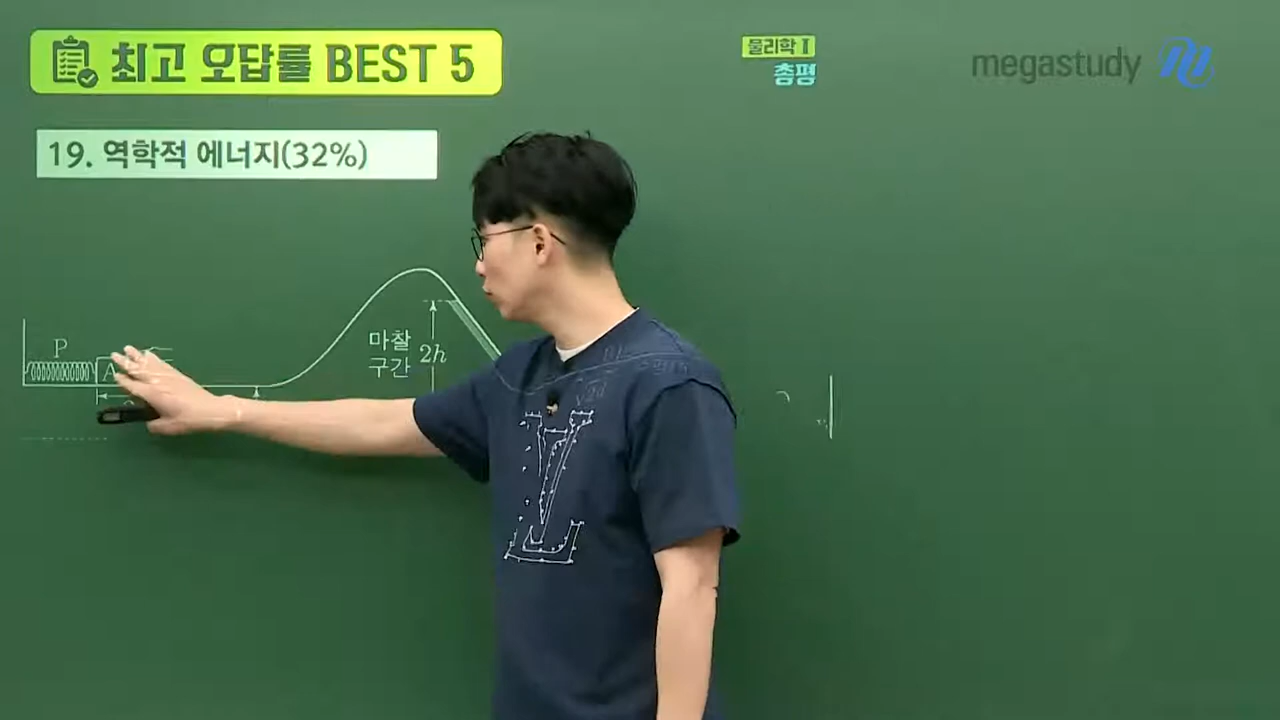 최고 오답률 BEST 5
물리학 I
총평
megastudy
19. 역학적 에너지(32%)
마찰
구간
2h
P
A